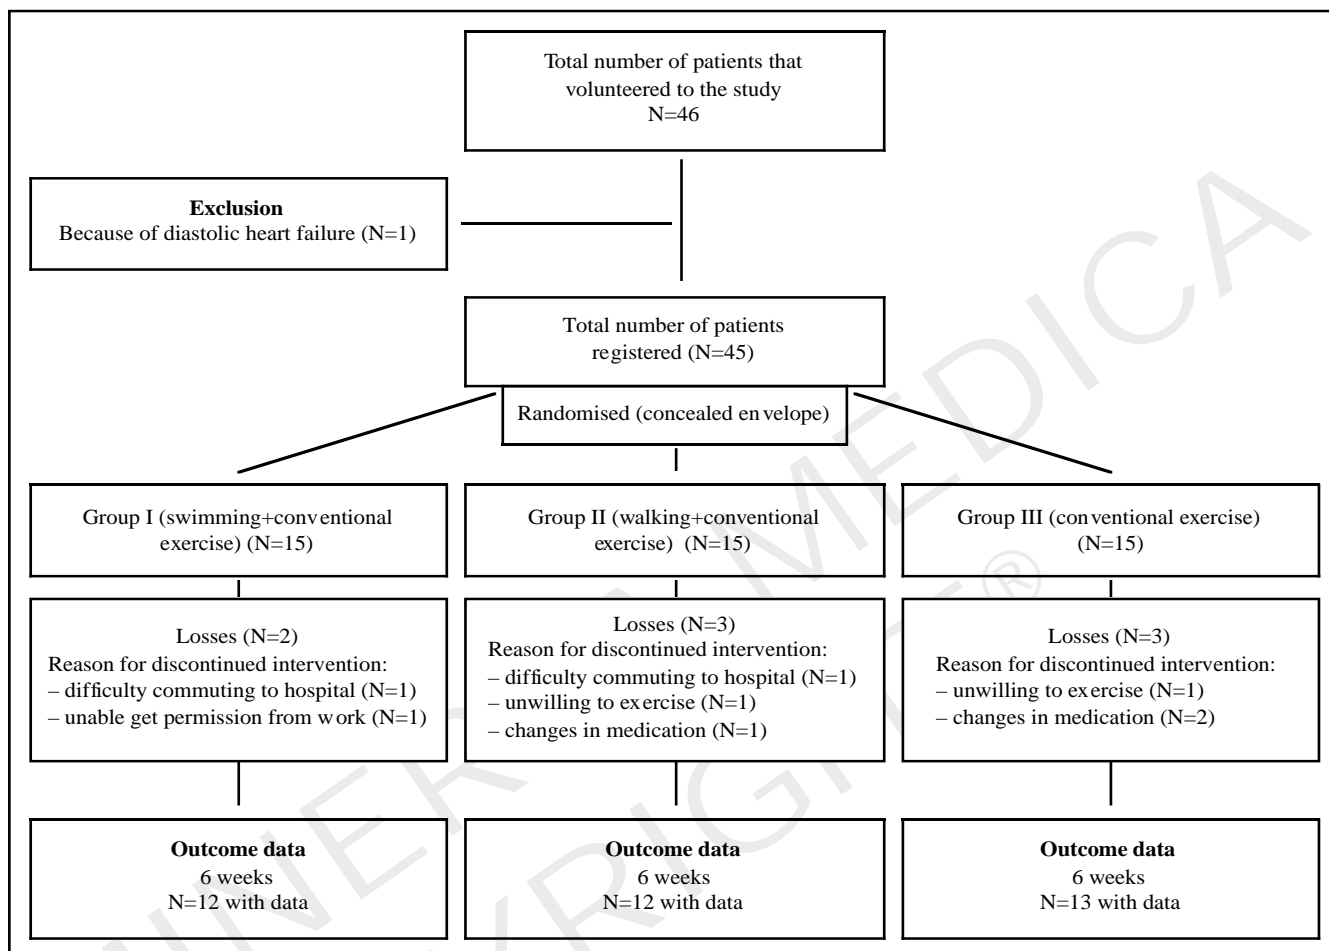 Total number of patients that
volunteered to the study
N=46
Exclusion
Because of diastolic heart failure (N=1)
Total number of patients
registered (N=45)
Randomised (concealed envelope)
Group I (swimming+conventional
exercise) (N=15)
Group II (walking+conventional
exercise) (N=15)
Group III (conventional exercise)
(N=15)
Losses (N=2)
Reason for discontinued intervention:
– difficulty commuting to hospital (N=1)
– unable get permission from work (N=1)
Losses (N=3)
Reason for discontinued intervention:
– difficulty commuting to hospital (N=1)
– unwilling to exercise (N=1)
– changes in medication (N=1)
Losses (N=3)
Reason for discontinued intervention:
– unwilling to exercise (N=1)
– changes in medication (N=2)
Outcome data
6 weeks
N=12 with data
Outcome data
6 weeks
N=12 with data
Outcome data
6 weeks
N=13 with data
MEDICA
®